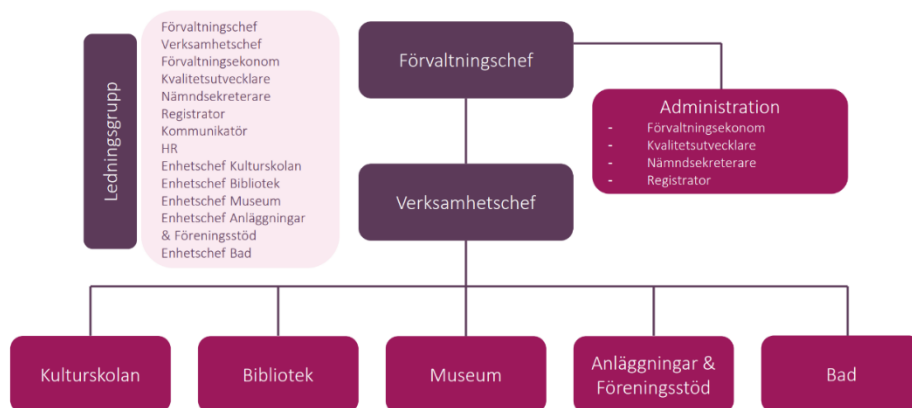 Ledningsgrupp
Förvaltningschef
Verksamhetschef
Förvaltningsekonom
Kvalitetsutvecklare
Nämndsekreterare
Registrator
Kommunikatör
HR
Enhetschef Kulturskolan
Enhetschef Bibliotek
Enhetschef Museum
Enhetschef Anläggningar
& Föreningsstöd
Enhetschef Bad
Förvaltningschef
Administration
- Förvaltningsekonom
- Kvalitetsutvecklare
- Nämndsekreterare
- Registrator
Verksamhetschef
Kulturskolan
Bibliotek
Museum
Anläggningar &
Föreningsstöd
Bad